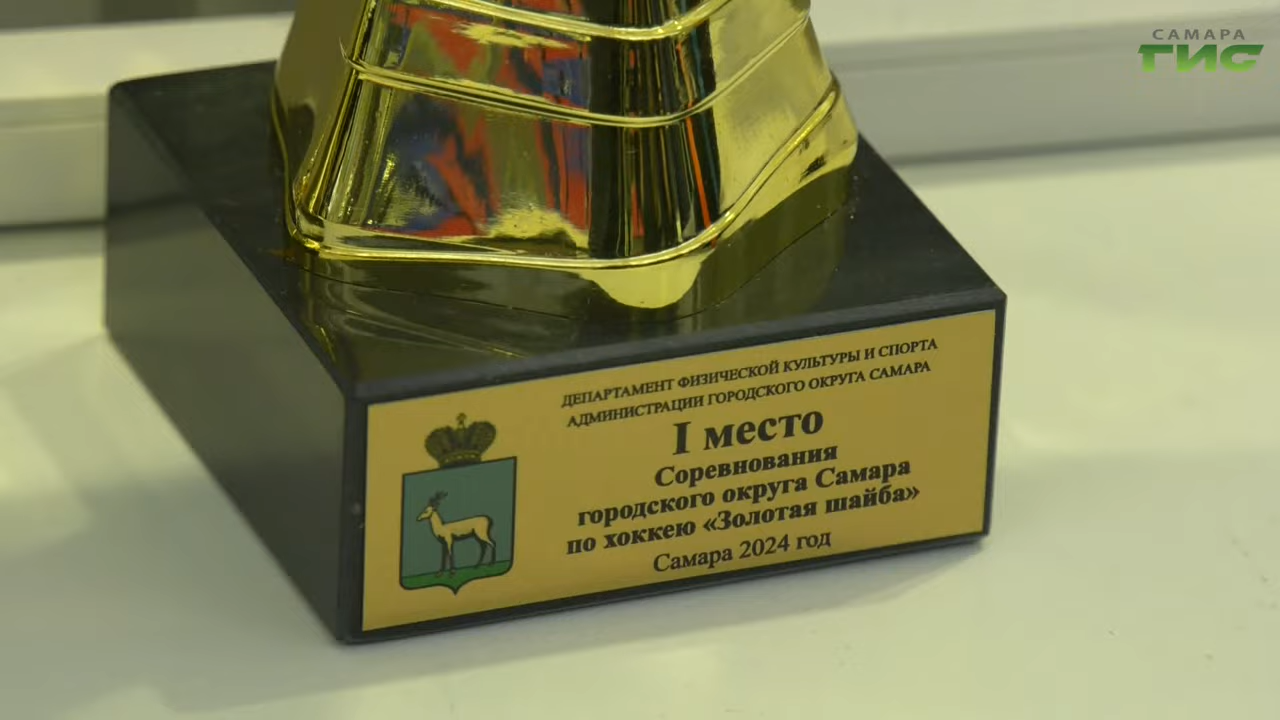 САМАРА
ГИС
ДЕПАРТАМЕНТ ФИЗИЧЕСКОЙ КУЛЬТУРЫ И СПОРТА
АДМИНИСТРАЦИИ ГОРОДСКОГО ОКРУГА САМАРА
I место
Соревнования
городского округа Самара
по хоккею «Золотая шайба»
Самара 2024 год